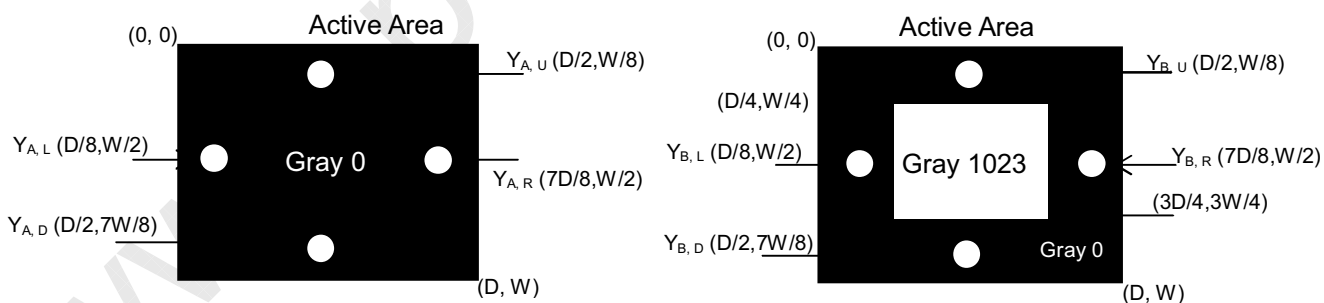 Active Area
(0, 0)
Y_A, U (D/2,W/8)
Y_A, L (D/8,W/2)
Gray 0
Y_A, R (7D/8,W/2)
Y_A, D (D/2,7W/8)
(D, W)
Active Area
(0, 0)
Y_B, U (D/2,W/8)
(D/4,W/4)
Y_B, L (D/8,W/2)
Gray 1023
Y_B, R (7D/8,W/2)
(3D/4,3W/4)
Y_B, D (D/2,7W/8)
Gray 0
(D, W)